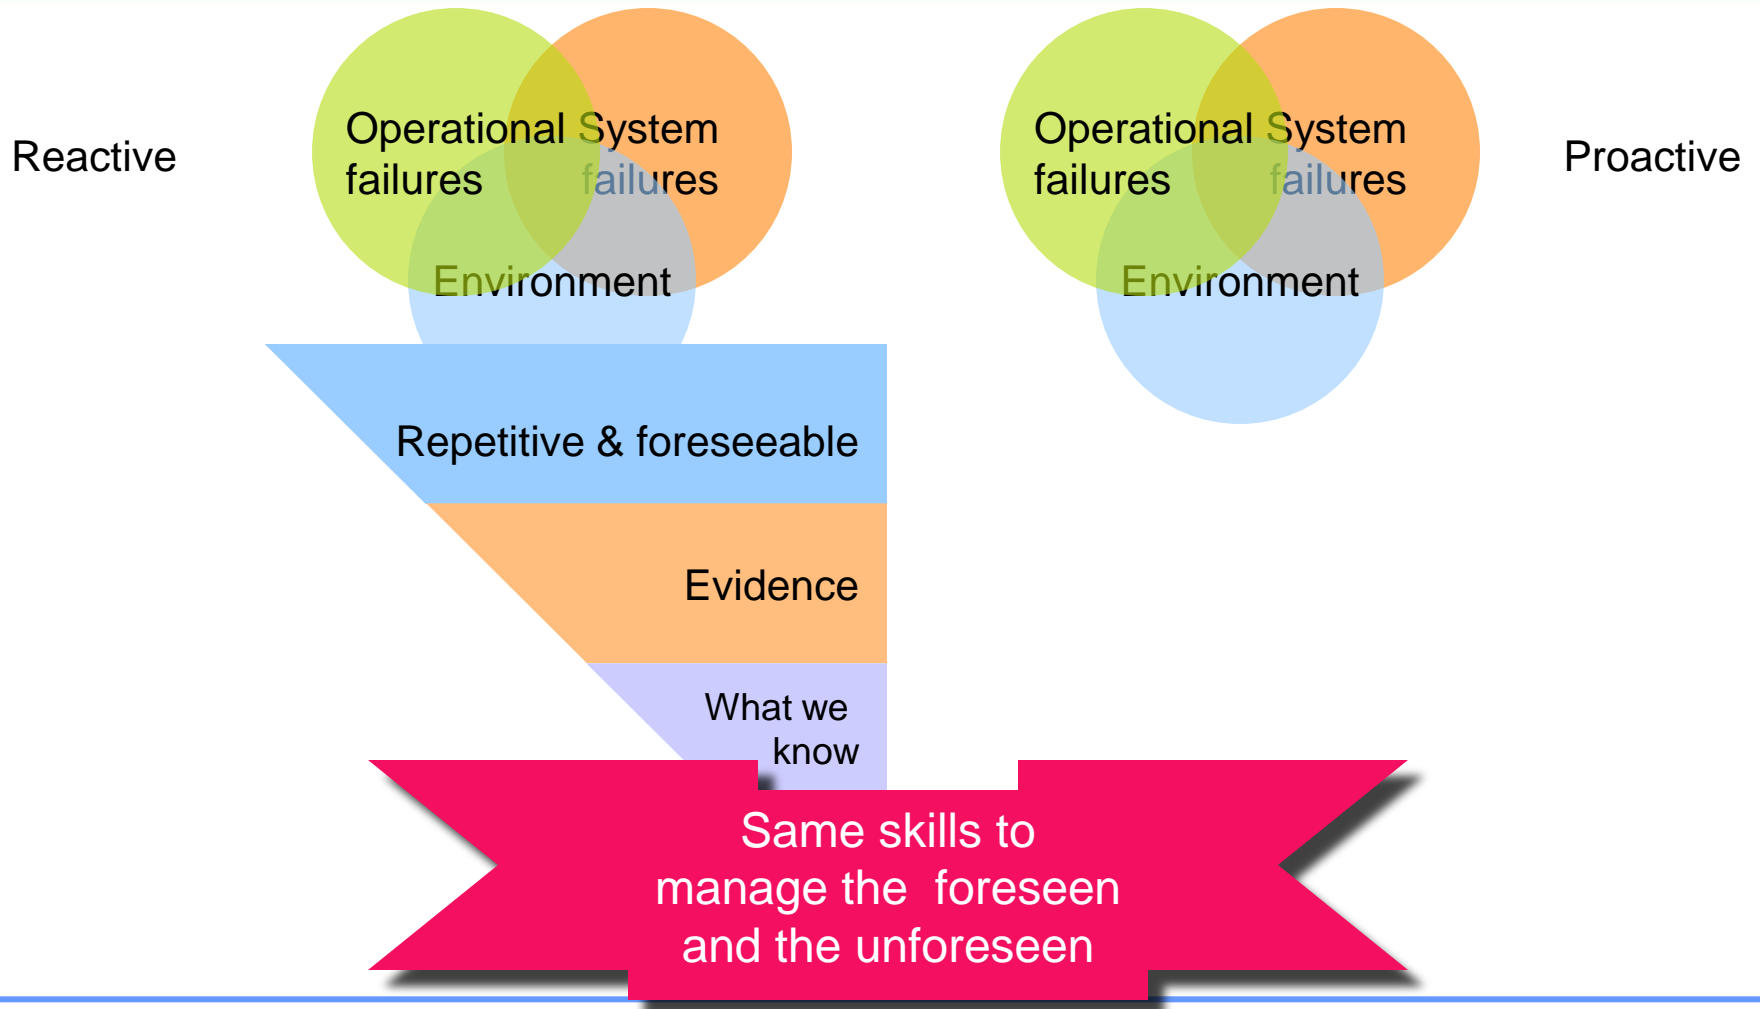 Reactive
Operational
failures
System
failures
Environment
Operational
failures
System
failures
Environment
Proactive
Repetitive & foreseeable
Evidence
What we
know
Same skills to
manage the  foreseen
and the unforeseen